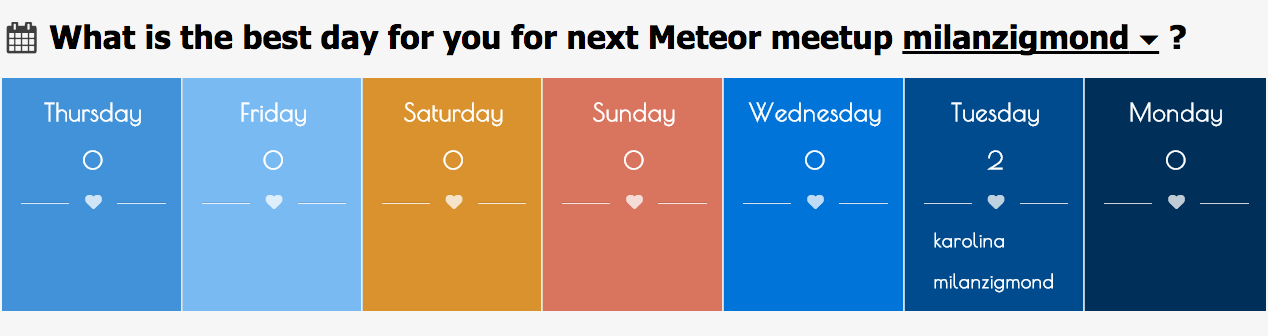 What is the best day for you for next Meteor meetup milanzigmond ?
Thursday Friday Saturday Sunday Wednesday Tuesday Monday
0 0 0 0 0 2 0
karolina
milanzigmond